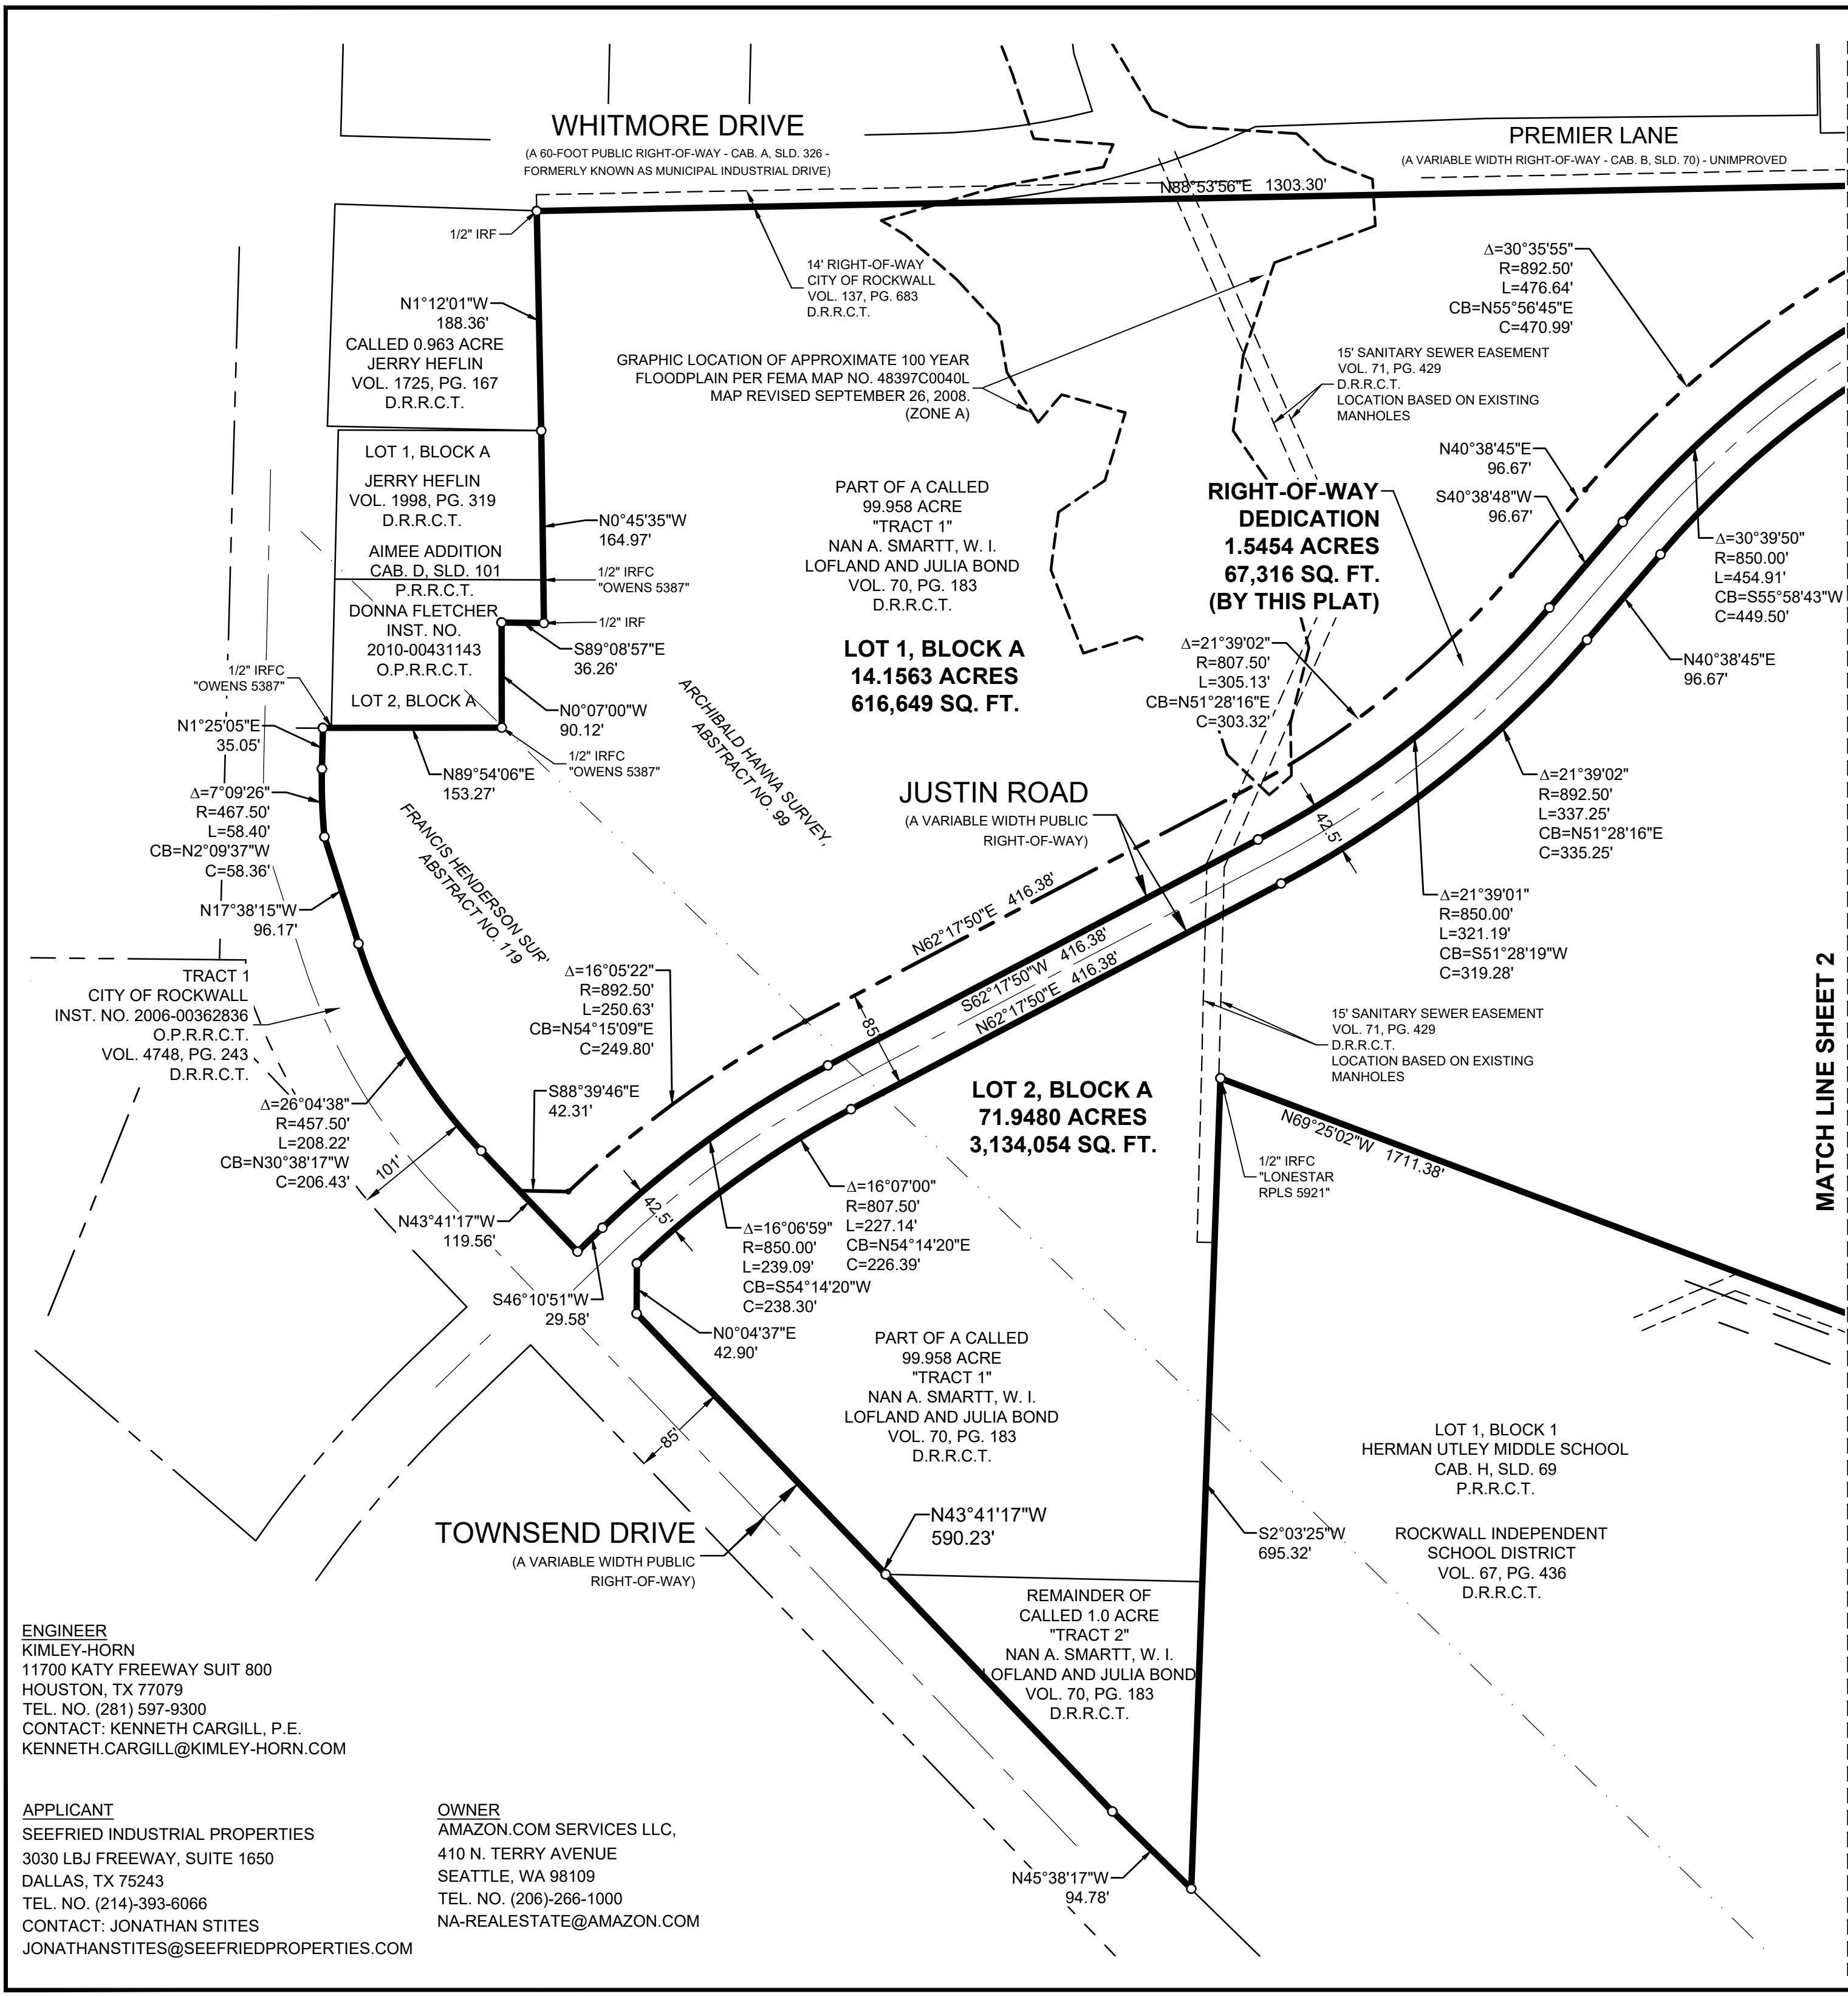 WHITMORE DRIVE
(A 60-FOOT PUBLIC RIGHT-OF-WAY - CAB. A, SLD. 326 -
FORMERLY KNOWN AS MUNICIPAL INDUSTRIAL DRIVE)
PREMIER LANE
(A VARIABLE WIDTH RIGHT-OF-WAY - CAB. B, SLD. 70) - UNIMPROVED
N88°53'56"E 1303.30'
1/2" IRF
14' RIGHT-OF-WAY
CITY OF ROCKWALL
VOL. 137, PG. 683
D.R.R.C.T.
N1°12'01"W
188.36'
CALLED 0.963 ACRE
JERRY HEFLIN
VOL. 1725, PG. 167
D.R.R.C.T.
GRAPHIC LOCATION OF APPROXIMATE 100 YEAR
FLOODPLAIN PER FEMA MAP NO. 48397C0040L
MAP REVISED SEPTEMBER 26, 2008.
(ZONE A)
Δ=30°35'55"
R=892.50'
L=476.64'
CB=N55°56'45"E
C=470.99'
15' SANITARY SEWER EASEMENT
VOL. 71, PG. 429
D.R.R.C.T.
LOCATION BASED ON EXISTING
MANHOLES
LOT 1, BLOCK A
JERRY HEFLIN
VOL. 1998, PG. 319
D.R.R.C.T.
AIMEE ADDITION
CAB. D, SLD. 101
P.R.R.C.T.
DONNA FLETCHER
INST. NO.
2010-00431143
O.P.R.R.C.T.
LOT 2, BLOCK A
N0°45'35"W
164.97'
1/2" IRFC
"OWENS 5387"
1/2" IRF
S89°08'57"E
36.26'
N0°07'00"W
90.12'
1/2" IRFC
"OWENS 5387"
1/2" IRFC
"OWENS 5387"
N1°25'05"E
35.05'
N89°54'06"E
153.27'
PART OF A CALLED
99.958 ACRE
"TRACT 1"
NAN A. SMARTT, W. I.
LOFLAND AND JULIA BOND
VOL. 70, PG. 183
D.R.R.C.T.
LOT 1, BLOCK A
14.1563 ACRES
616,649 SQ. FT.
RIGHT-OF-WAY
DEDICATION
1.5454 ACRES
67,316 SQ. FT.
(BY THIS PLAT)
N40°38'45"E
96.67'
S40°38'48"W
96.67'
Δ=30°39'50"
R=850.00'
L=454.91'
CB=S55°58'43"W
C=449.50'
N40°38'45"E
96.67'
Δ=21°39'02"
R=807.50'
L=305.13'
CB=N51°28'16"E
C=303.32'
ARCHIBALD HANNA SURVEY,
ABSTRACT NO. 99
FRANCIS HENDERSON SUR'
ABSTRACT NO. 119
Δ=7°09'26"
R=467.50'
L=58.40'
CB=N2°09'37"W
C=58.36'
N17°38'15"W
96.17'
JUSTIN ROAD
(A VARIABLE WIDTH PUBLIC
RIGHT-OF-WAY)
42.5'
Δ=21°39'02"
R=892.50'
L=337.25'
CB=N51°28'16"E
C=335.25'
Δ=21°39'01"
R=850.00'
L=321.19'
CB=S51°28'19"W
C=319.28'
N62°17'50"E 416.38'
S62°17'50"W 416.38'
N62°17'50"E 416.38'
85'
TRACT 1
CITY OF ROCKWALL
INST. NO. 2006-00362836
O.P.R.R.C.T.
VOL. 4748, PG. 243
D.R.R.C.T.
Δ=16°05'22"
R=892.50'
L=250.63'
CB=N54°15'09"E
C=249.80'
15' SANITARY SEWER EASEMENT
VOL. 71, PG. 429
D.R.R.C.T.
LOCATION BASED ON EXISTING
MANHOLES
MATCH LINE SHEET 2
S88°39'46"E
42.31'
Δ=26°04'38"
R=457.50'
L=208.22'
CB=N30°38'17"W
C=206.43'
101'
LOT 2, BLOCK A
71.9480 ACRES
3,134,054 SQ. FT.
N69°25'02"W 1711.38'
1/2" IRFC
"LONESTAR
RPLS 5921"
N43°41'17"W
119.56'
42.5'
Δ=16°07'00"
R=807.50'
L=227.14'
CB=N54°14'20"E
C=226.39'
Δ=16°06'59"
R=850.00'
L=239.09'
CB=S54°14'20"W
C=238.30'
S46°10'51"W
29.58'
N0°04'37"E
42.90'
PART OF A CALLED
99.958 ACRE
"TRACT 1"
NAN A. SMARTT, W. I.
LOFLAND AND JULIA BOND
VOL. 70, PG. 183
D.R.R.C.T.
85'
LOT 1, BLOCK 1
HERMAN UTLEY MIDDLE SCHOOL
CAB. H, SLD. 69
P.R.R.C.T.
ROCKWALL INDEPENDENT
SCHOOL DISTRICT
VOL. 67, PG. 436
D.R.R.C.T.
TOWNSEND DRIVE
(A VARIABLE WIDTH PUBLIC
RIGHT-OF-WAY)
N43°41'17"W
590.23'
S2°03'25"W
695.32'
REMAINDER OF
CALLED 1.0 ACRE
"TRACT 2"
NAN A. SMARTT, W. I.
LOFLAND AND JULIA BOND
VOL. 70, PG. 183
D.R.R.C.T.
N45°38'17"W
94.78'
ENGINEER
KIMLEY-HORN
11700 KATY FREEWAY SUIT 800
HOUSTON, TX 77079
TEL. NO. (281) 597-9300
CONTACT: KENNETH CARGILL, P.E.
KENNETH.CARGILL@KIMLEY-HORN.COM
APPLICANT
SEEFRIED INDUSTRIAL PROPERTIES
3030 LBJ FREEWAY, SUITE 1650
DALLAS, TX 75243
TEL. NO. (214)-393-6066
CONTACT: JONATHAN STITES
JONATHANSTITES@SEEFRIEDPROPERTIES.COM
OWNER
AMAZON.COM SERVICES LLC,
410 N. TERRY AVENUE
SEATTLE, WA 98109
TEL. NO. (206)-266-1000
NA-REALESTATE@AMAZON.COM